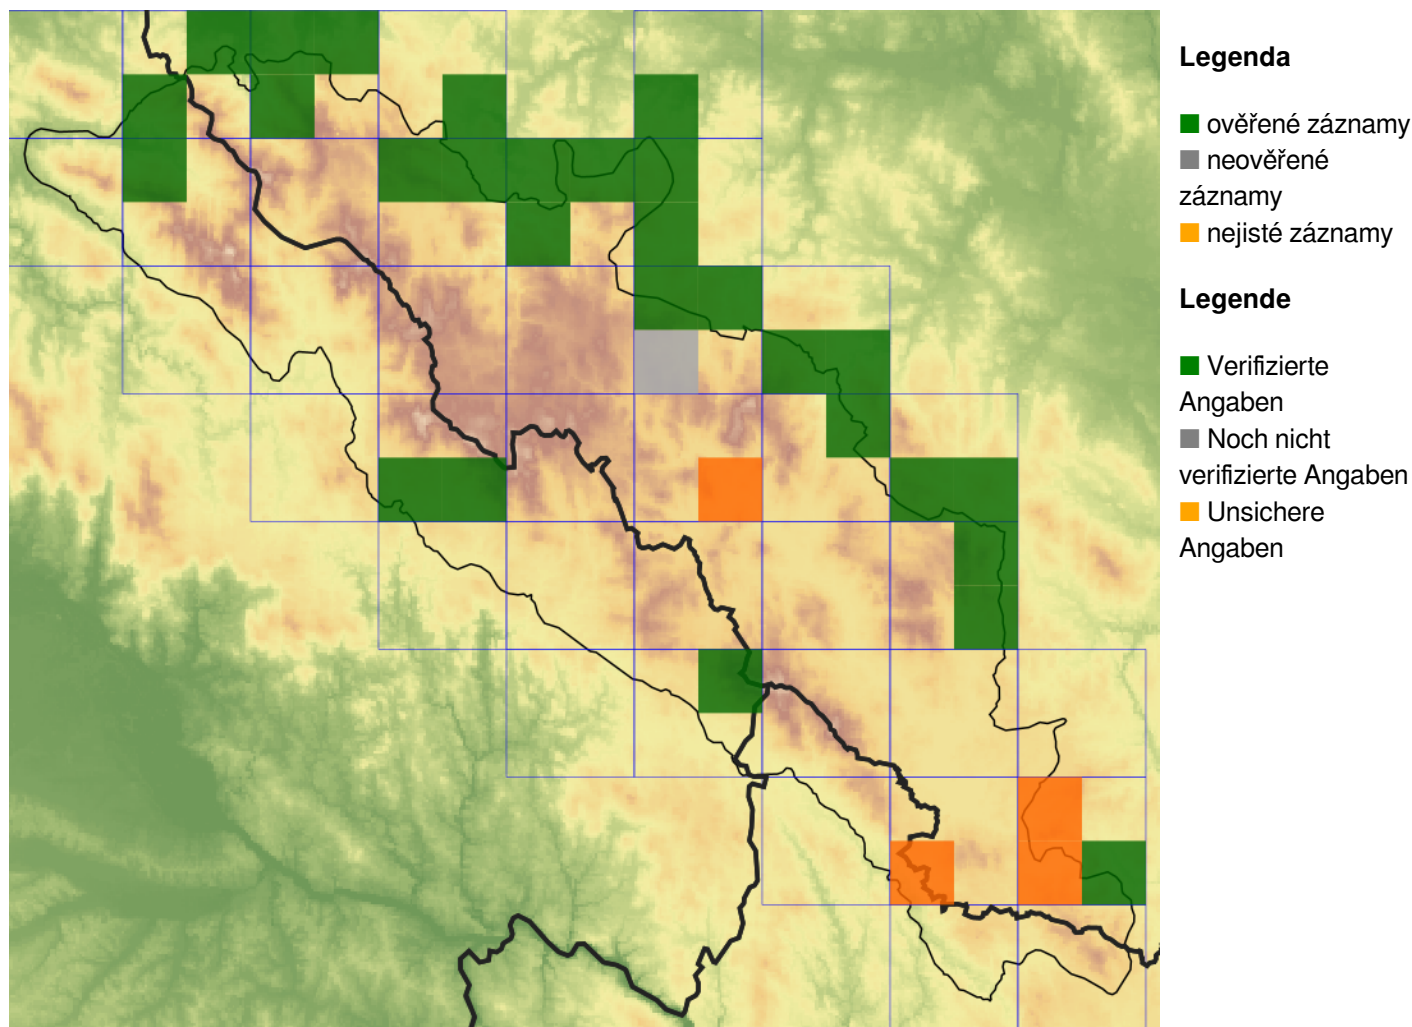 Legenda
ověřené záznamy
neověřené
záznamy
nejisté záznamy
Legende
Verifizierte
Angaben
Noch nicht
verifizierte Angaben
Unsichere
Angaben